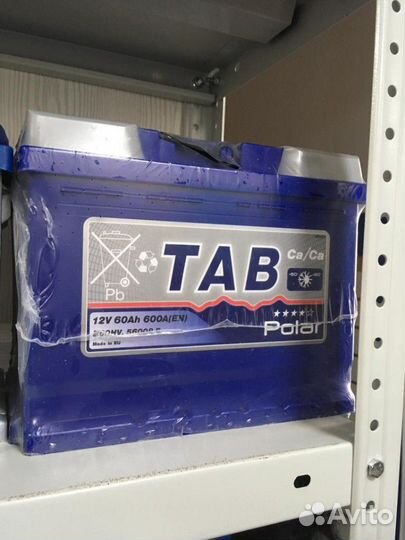 TAB
Ca/Ca
Pb
12V 60Ah 600A(EN)
Polar
Made in EU
Avito